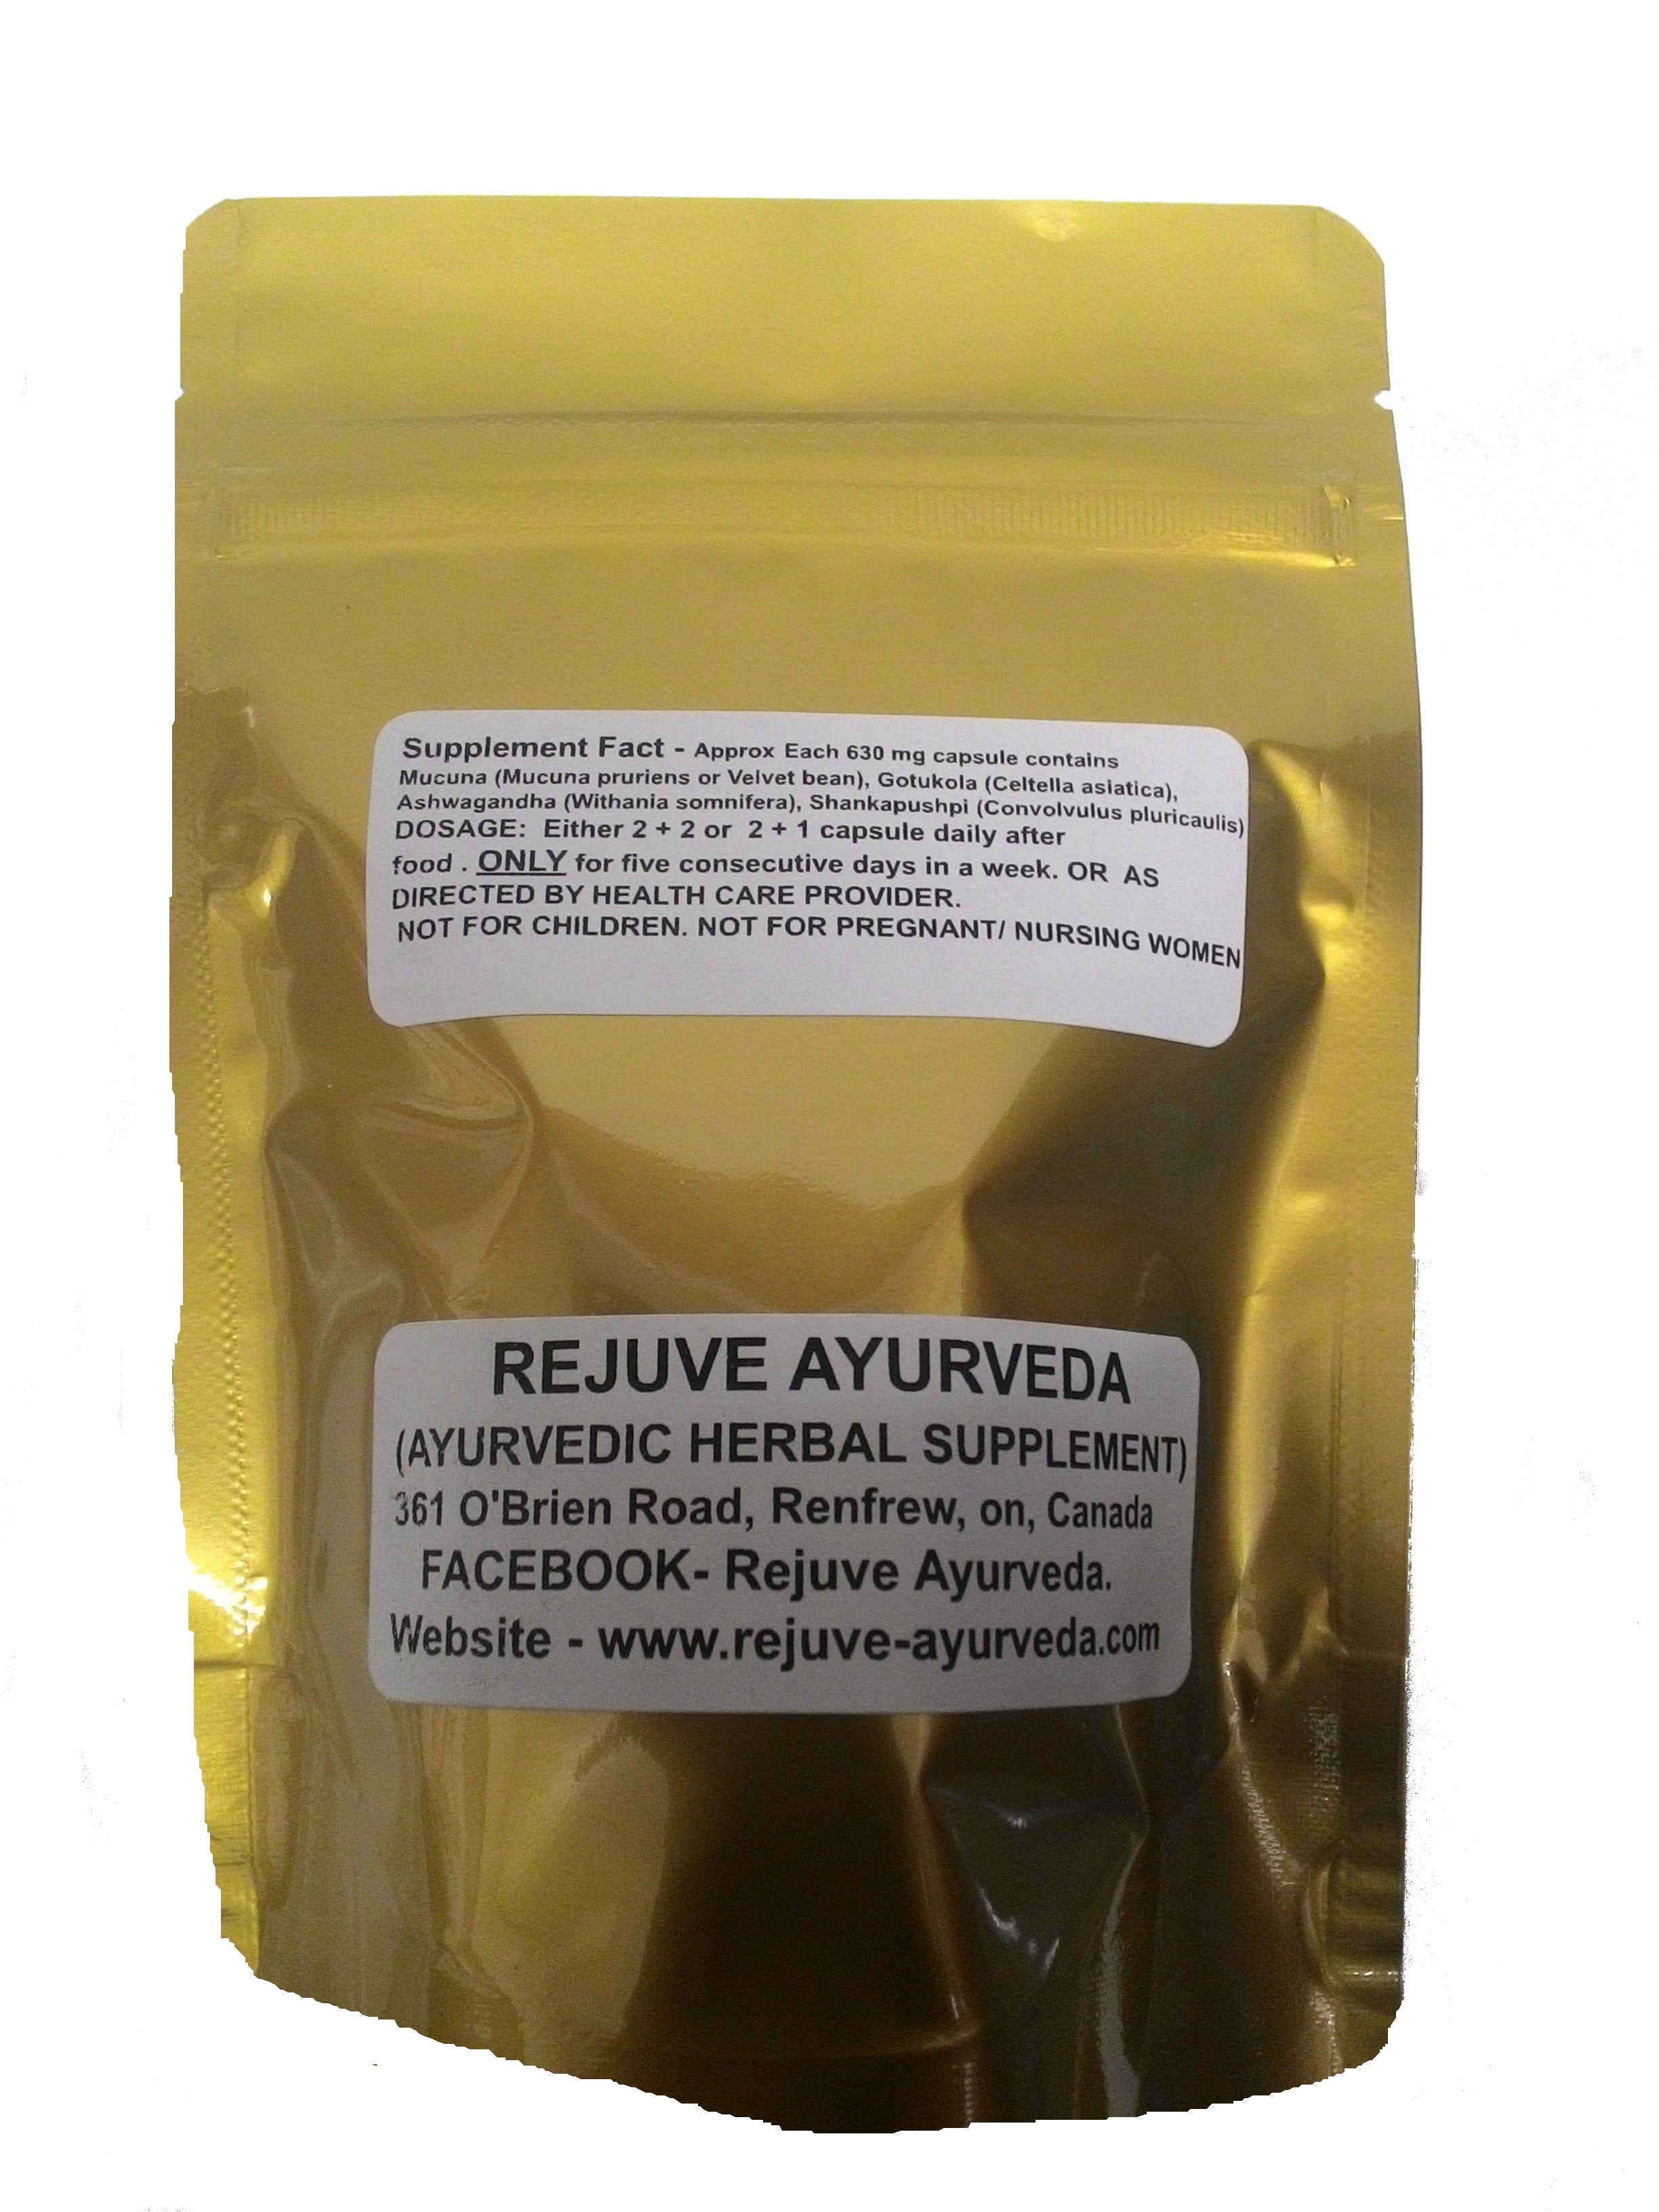 Supplement Fact - Approx Each 630 mg capsule contains
Mucuna (Mucuna pruriens or Velvet bean), Gotukola (Celtella asiatica),
Ashwagandha (Withania somnifera), Shankapushpi (Convolvulus pluricaulis)
DOSAGE: Either 2 + 2 or 2 + 1 capsule daily after
food . ONLY for five consecutive days in a week. OR AS
DIRECTED BY HEALTH CARE PROVIDER.
NOT FOR CHILDREN. NOT FOR PREGNANT/ NURSING WOMEN
REJUVE AYURVEDA
(AYURVEDIC HERBAL SUPPLEMENT)
361 O'Brien Road, Renfrew, on, Canada
FACEBOOK- Rejuve Ayurveda.
Website - www.rejuve-ayurveda.com